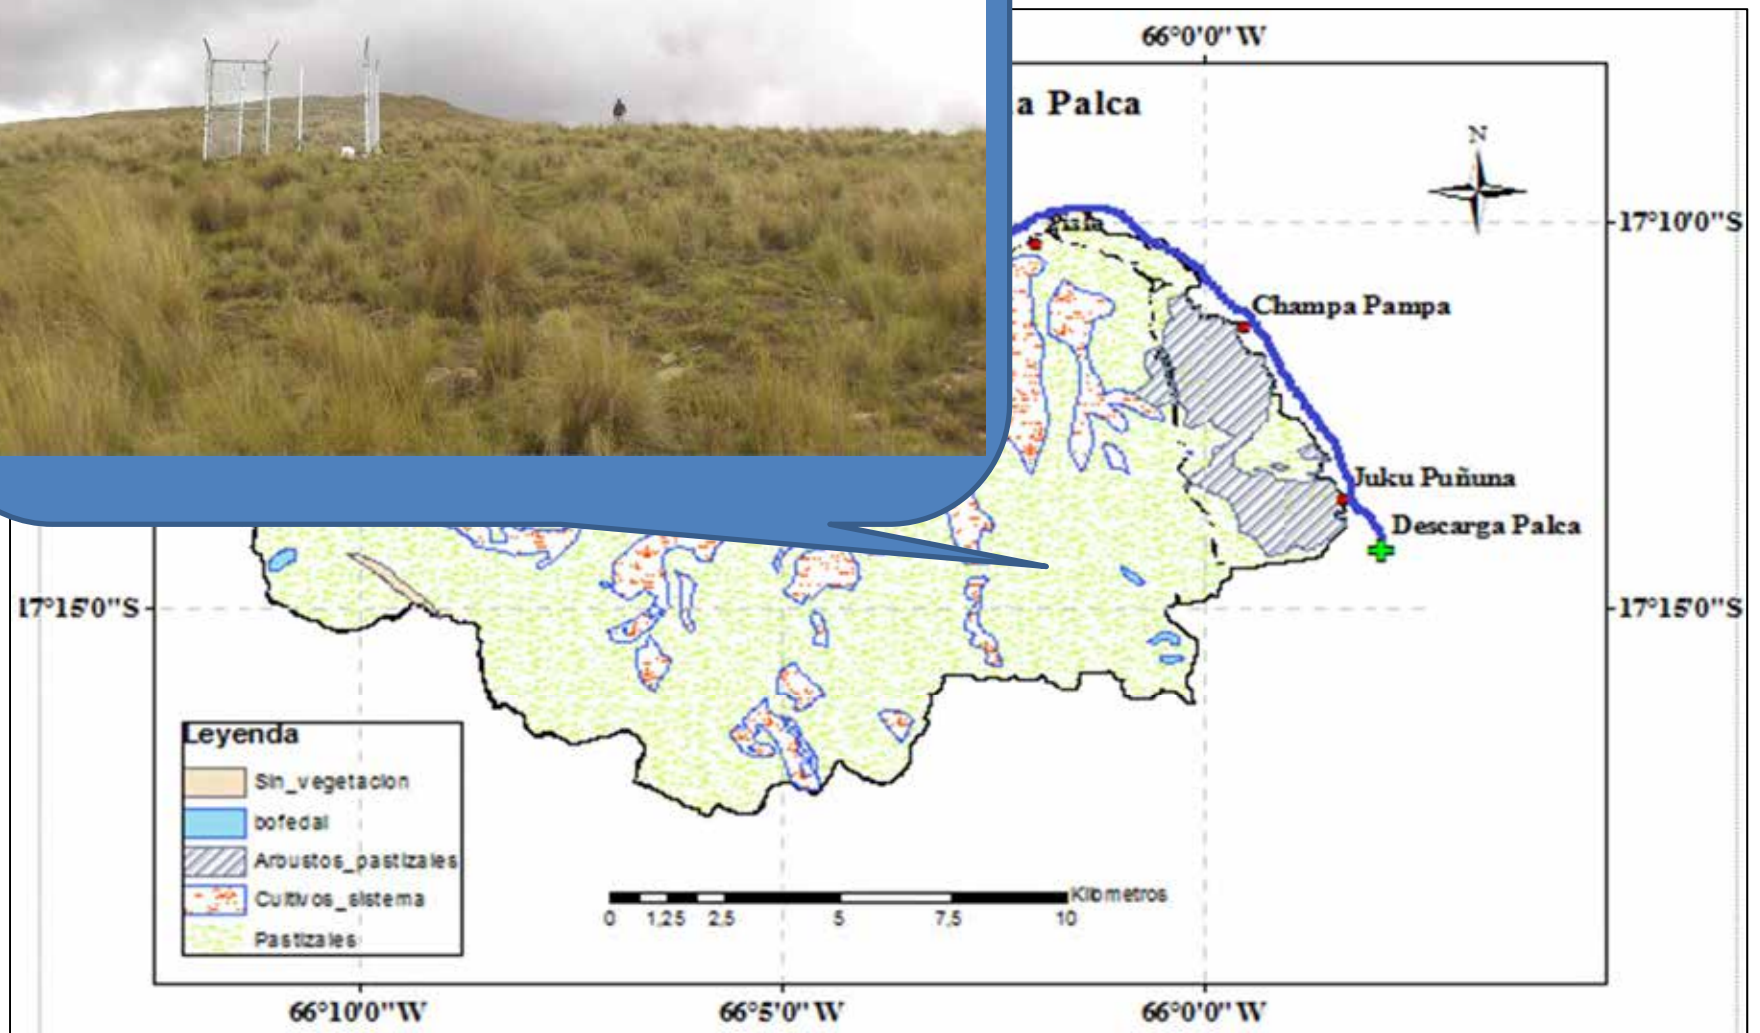 66°0'0"W
a Palca
N
17°10'0"S
Champa Pampa
Juku Puñuna
Descarga Palca
17°15'0"S
17°15'0"S
Leyenda
Sin_vegetacion
bofedal
Arbustos_pastizales
Cultivos_sistema
Pastizales
Kilometros
0 1,25 2,5 5 7,5 10
66°10'0"W 66°5'0"W 66°0'0"W